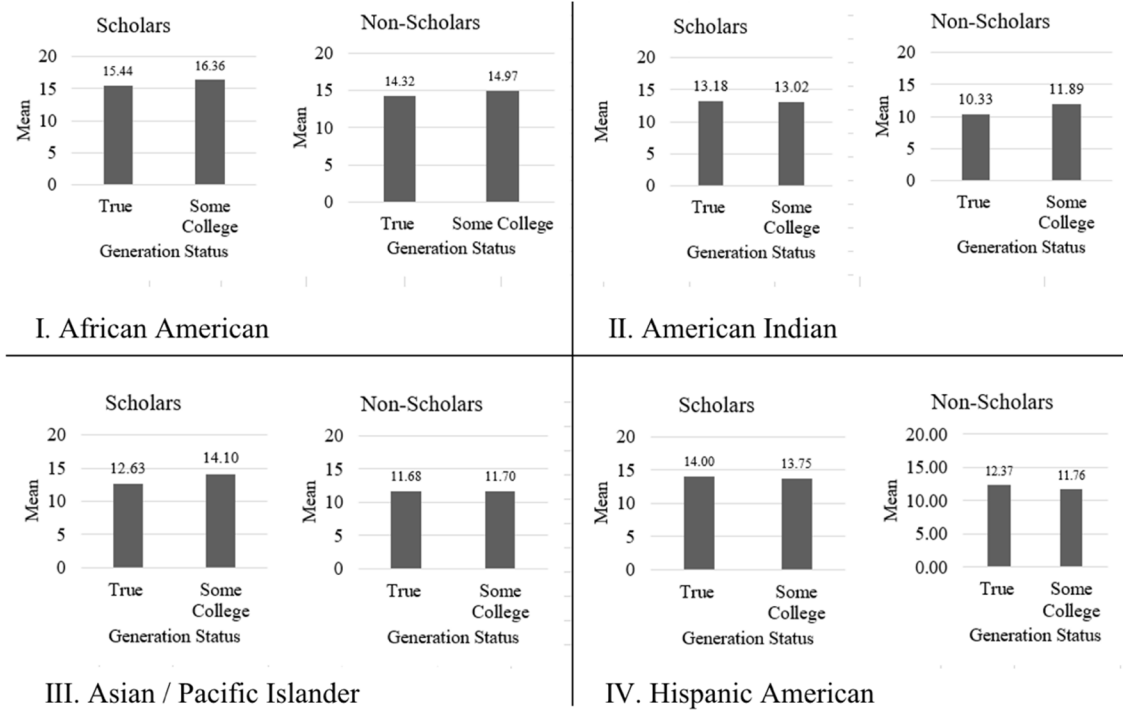 Scholars
20
15
10
5
0
Mean
15.44
16.36
True
Some
College
Generation Status
Non-Scholars
20
15
10
5
0
Mean
14.32
14.97
True
Some College
Generation Status
I. African American
Scholars
20
15
10
5
0
Mean
13.18
13.02
True
Some
College
Generation Status
Non-Scholars
20
15
10
5
0
Mean
10.33
11.89
True
Some
College
Generation Status
II. American Indian
Scholars
20
15
10
5
0
Mean
12.63
14.10
True
Some
College
Generation Status
Non-Scholars
20
15
10
5
0
Mean
11.68
11.70
True
Some
College
Generation Status
III. Asian / Pacific Islander
Scholars
20
15
10
5
0
Mean
14.00
13.75
True
Some
College
Generation Status
Non-Scholars
20.00
15.00
10.00
5.00
0.00
Mean
12.37
11.76
True
Some
College
Generation Status
IV. Hispanic American